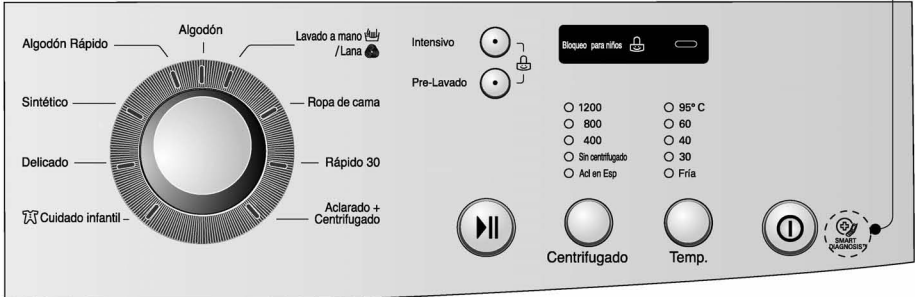 Algodón Rápido
Algodón
Lavado a mano
/Lana
Sintético
Ropa de cama
Delicado
Rápido 30
Cuidado infantil
Aclarado +
Centrifugado
Intensivo
Pre-Lavado
Bloqueo para niños
1200
800
400
Sin centrifugado
Acl en Esp
95º C
60
40
30
Fría
Centrifugado
Temp.
SMART
DIAGNOSIS™